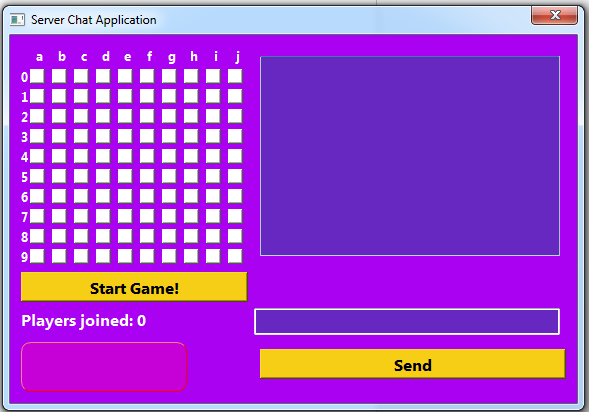 Server Chat Application
a b c d e f g h i j
0
1
2
3
4
5
6
7
8
9
Start Game!
Players joined: 0
Send